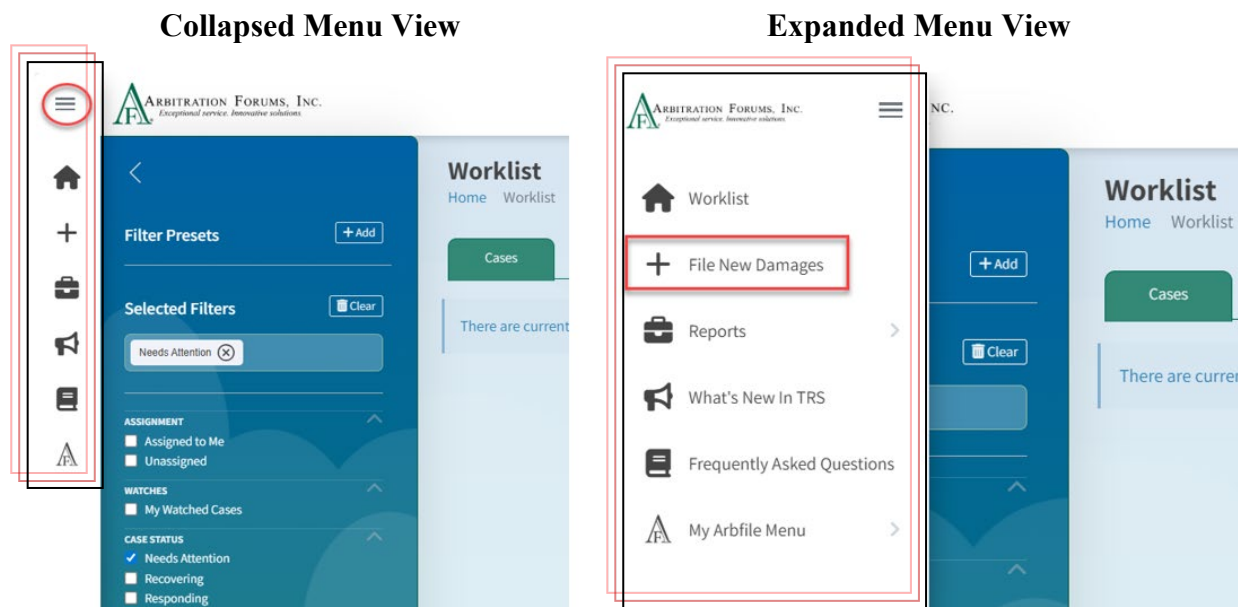 Collapsed Menu View
ARBITRATION FORUMS, INC.
Exceptional service. Innovative solutions.
Filter Presets
+ Add
Selected Filters
Clear
Needs Attention
ASSIGNMENT
Assigned to Me
Unassigned
WATCHES
My Watched Cases
CASE STATUS
Needs Attention
Recovering
Responding
Worklist
Home Worklist
Cases
There are current
Expanded Menu View
ARBITRATION FORUMS, INC.
Exceptional service. Innovative solutions.
Worklist
+ File New Damages
Reports
What's New In TRS
Frequently Asked Questions
My Arbfile Menu
NC.
+ Add
Clear
Worklist
Home Worklist
Cases
There are curre